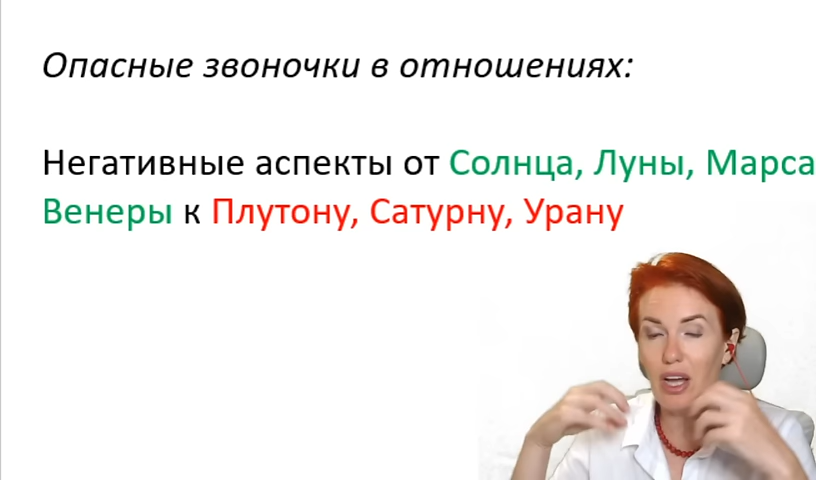 Опасные звоночки в отношениях:
Негативные аспекты от Солнца, Луны, Марса
Венеры к Плутону, Сатурну, Урану